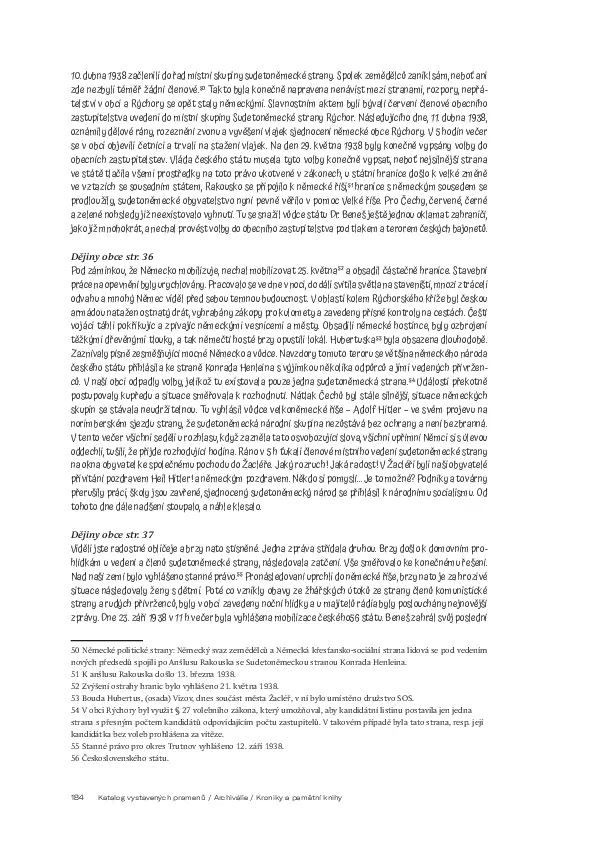 10. dubna 1938 začlenili do řad místní skupiny sudetoněmecké strany. Spolek zemědělců zanikl sám, neboť ani
zde nezbyli téměř žádní členové.⁵⁰ Tak to byla konečně napravena nenávist mezi stranami, rozpory, nepřá-
telství v obci a Rýchory se opět staly německými. Slavnostním aktem byli bývalí červení členové obecního
zastupitelstva uvedeni do místní skupiny Sudetoněmecké strany Rýchor. Následujícího dne, 11. dubna 1938,
oznámily dělové rány, rozeznění zvonu a vyvěšení vlajek sjednocení německé obce Rýchory. V 5 hodin večer
se v obci objevili četníci a trvali na stažení vlajek. Na den 29. května 1938 byly konečně vypsány volby do
obecních zastupitelstev. Vláda českého státu musela tyto volby konečně vypsat, neboť nejsilnější strana
ve státě tlačila všemi prostředky na toto právo ukotvené v zákonech, u státní hranice došlo k velké změně
ve vztazích se sousedním státem, Rakousko se připojilo k německé říši,⁵¹ hranice s německým sousedem se
prodloužily, sudetoněmecké obyvatelstvo nyní pevně věřilo v pomoc Velké říše. Pro Čechy, červené, černé
a zelené nohsledy již neexistovalo vyhnutí. Tu se snažil vůdce státu Dr. Beneš ještě jednou oklamat zahraničí,
jako již mnohokrát, a nechal provést volby do obecního zastupitelstva pod tlakem a terorem českých bajonetů.
Dějiny obce str. 36
Pod záminkou, že Německo mobilizuje, nechal mobilizovat 25. května⁵² a obsadil částečně hranice. Stavební
práce na opevnění byly urychlovány. Pracovalo se ve dne v noci, do dáli svítila světla na staveništi, mnozí ztráceli
odvahu a mnohý Němec viděl před sebou temnou budoucnost. V oblasti kolem Rýchorského kříže byl českou
armádou natažen ostnatý drát, vyhrabány zákopy pro kulomety a zavedeny přísné kontroly na cestách. Čeští
vojáci táhli pokřikujíc a zpívajíc německými vesnicemi a městy. Obsadili německé hostince, byly ozbrojeni
těžkými dřevěnými tlouky, a tak němečtí hosté brzy opustili lokál. Hubertuska⁵³ byla obsazena dlouhodobě.
Zaznívaly písně zesměšňující mocné Německo a vůdce. Navzdory tomuto teroru se většina německého národa
českého státu přihlásila ke straně Konrada Henleina s výjimkou několika odpůrců a jimi vedených přívržen-
ců. V naší obci odpadly volby, jelikož tu existovala pouze jedna sudetoněmecká strana.⁵⁴ Události překotně
postupovaly kupředu a situace směřovala k rozhodnutí. Nátlak Čechů byl stále silnější, situace německých
skupin se stávala neudržitelnou. Tu vyhlásil vůdce velkoněmecké říše – Adolf Hitler – ve svém projevu na
norimberském sjezdu strany, že sudetoněmecká národní skupina nezůstává bez ochrany a není bezbranná.
V tento večer všichni seděli u rozhlasu, když zazněla tato osvobozující slova, všichni upřímní Němci si s úlevou
oddechli, tušili, že přijde rozhodující hodina. Ráno v 5 h ťukali členové místního vedení sudetoněmecké strany
na okna obyvatel ke společnému pochodu do Žacléře. Jaký rozruch! Jaká radost! V Žacléři byli naši obyvatelé
přivítáni pozdravem Heil Hitler! a německým pozdravem. Někdo si pomyslí... Je to možné? Podniky a továrny
přerušily práci, školy jsou zavřené, sjednocený sudetoněmecký národ se přihlásil k národnímu socialismu. Od
tohoto dne dále nadšení stoupalo, a náhle klesalo.
Dějiny obce str. 37
Viděli jste radostné obličeje a brzy nato stísněné. Jedna zpráva střídala druhou. Brzy došlo k domovním pro-
hlídkám u vedení a členů sudetoněmecké strany, následovala zatčení. Vše směřovalo ke konečnému řešení.
Nad naší zemí bylo vyhlášeno stanné právo.⁵⁵ Pronásledovaní uprchli do německé říše, brzy nato je za hrozivé
situace následovaly ženy s dětmi. Poté co vznikly obavy ze žhářských útoků ze strany členů komunistické
strany a rudých přívrženců, byly v obci zavedeny noční hlídky a u majitelů rádia byly poslouchány nejnovější
zprávy. Dne 23. září 1938 v 11 h večer byla vyhlášena mobilizace českého56 státu. Beneš zahrál svůj poslední
50 Německé politické strany: Německý svaz zemědělců a Německá křesťansko-sociální strana lidová se pod vedením
nových předsedů spojili po Anšlusu Rakouska se Sudetoněmeckou stranou Konrada Henleina.
51 K anšlusu Rakouska došlo 13. března 1938.
52 Zvýšení ostrahy hranic bylo vyhlášeno 21. května 1938.
53 Bouda Hubertus, (osada) Vízov, dnes součást města Žacléř, v ní bylo umístěno družstvo SOS.
54 V obci Rýchory byl využit § 27 volebního zákona, který umožňoval, aby kandidátní listinu postavila jen jedna
strana s přesným počtem kandidátů odpovídajícím počtu zastupitelů. V takovém případě byla tato strana, resp. její
kandidátka bez voleb prohlášena za vítěze.
55 Stanné právo pro okres Trutnov vyhlášeno 12. září 1938.
56 Československého státu.
184 Katalog vystavených pramenů / Archiválie / Kroniky a pamětní knihy